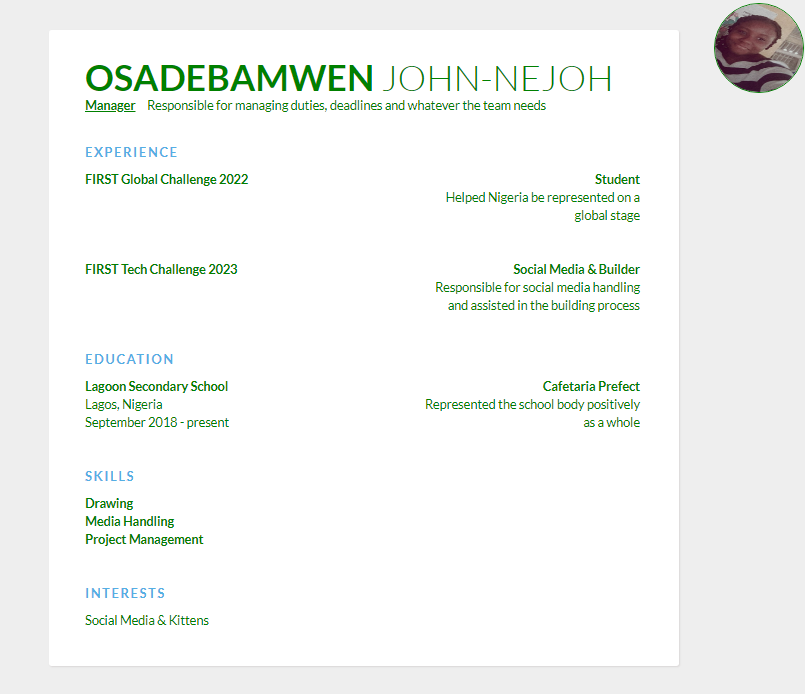 OSADEBAMWEN JOHN-NEJOH
Manager Responsible for managing duties, deadlines and whatever the team needs
EXPERIENCE
FIRST Global Challenge 2022
Student
Helped Nigeria be represented on a
global stage
FIRST Tech Challenge 2023
Social Media & Builder
Responsible for social media handling
and assisted in the building process
EDUCATION
Lagoon Secondary School
Lagos, Nigeria
September 2018 - present
Cafetaria Prefect
Represented the school body positively
as a whole
SKILLS
Drawing
Media Handling
Project Management
INTERESTS
Social Media & Kittens